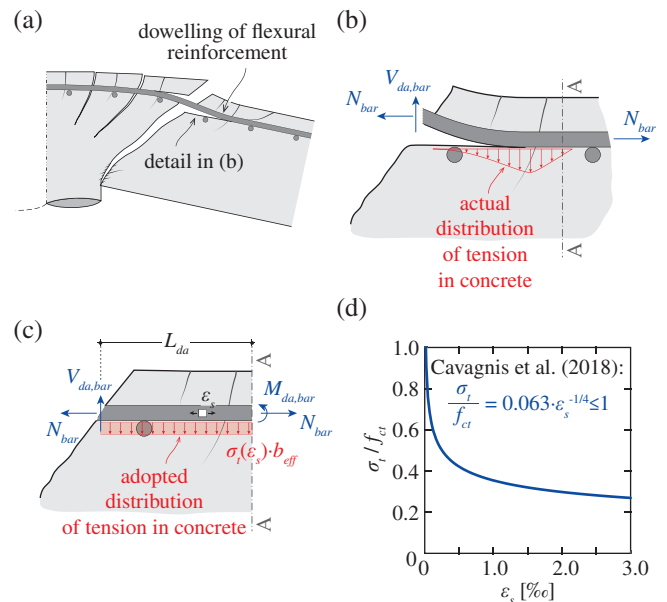 (a)
dowelling of flexural
reinforcement
detail in (b)
(b)
V_da,bar
N_bar
N_bar
A
A
actual
distribution
of tension
in concrete
(c)
L_da
V_da,bar
A
ε_s
M_da,bar
N_bar
N_bar
σ_t(ε_s)·b_eff
adopted
distribution
of tension in concrete
A
(d)
1.0
0.8
0.6
0.4
0.2
0
σ_t / f_ct
Cavagnis et al. (2018):
σ_t/f_ct = 0.063·ε_s^-1/4≤1
0 1.0 2.0 3.0
ε_s [‰]